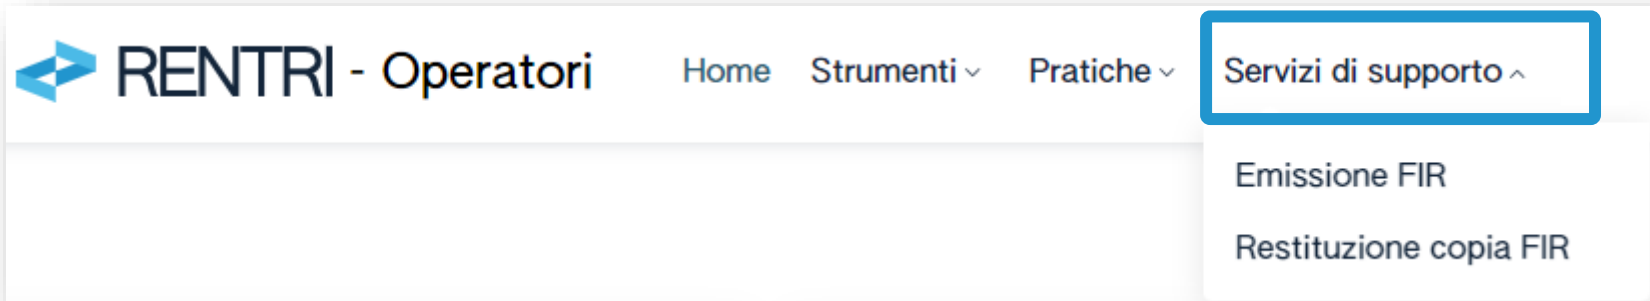 RENTRI - Operatori Home Strumenti Pratiche Servizi di supporto
Emissione FIR
Restituzione copia FIR